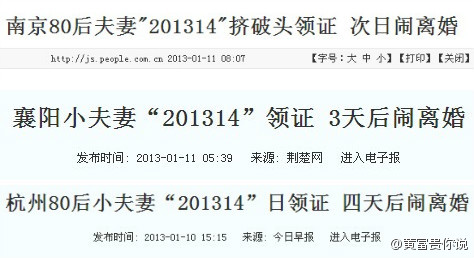 南京80后夫妻"201314"挤破头领证 次日闹离婚
http://js.people.com.cn 2013-01-11 08:07 【字号：大 中 小】【打印】【关闭】
襄阳小夫妻“201314”领证 3天后闹离婚
发布时间：2013-01-11 05:39 来源：荆楚网 进入电子报
杭州80后小夫妻“201314”日领证 四天后闹离婚
发布时间：2013-01-10 15:15 来源：今日早报 进入电子报
@黄富贵你说